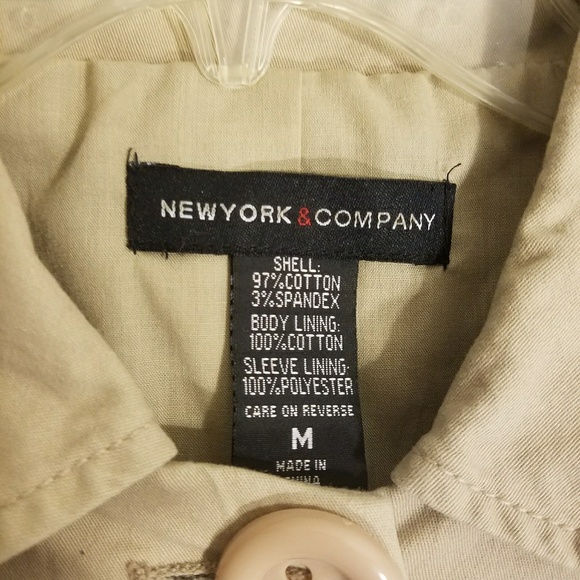 NEWYORK & COMPANY
SHELL:
97%COTTON
3%SPANDEX
BODY LINING:
100%COTTON
SLEEVE LINING:
100%POLYESTER
CARE ON REVERSE
M
MADE IN
CHINA